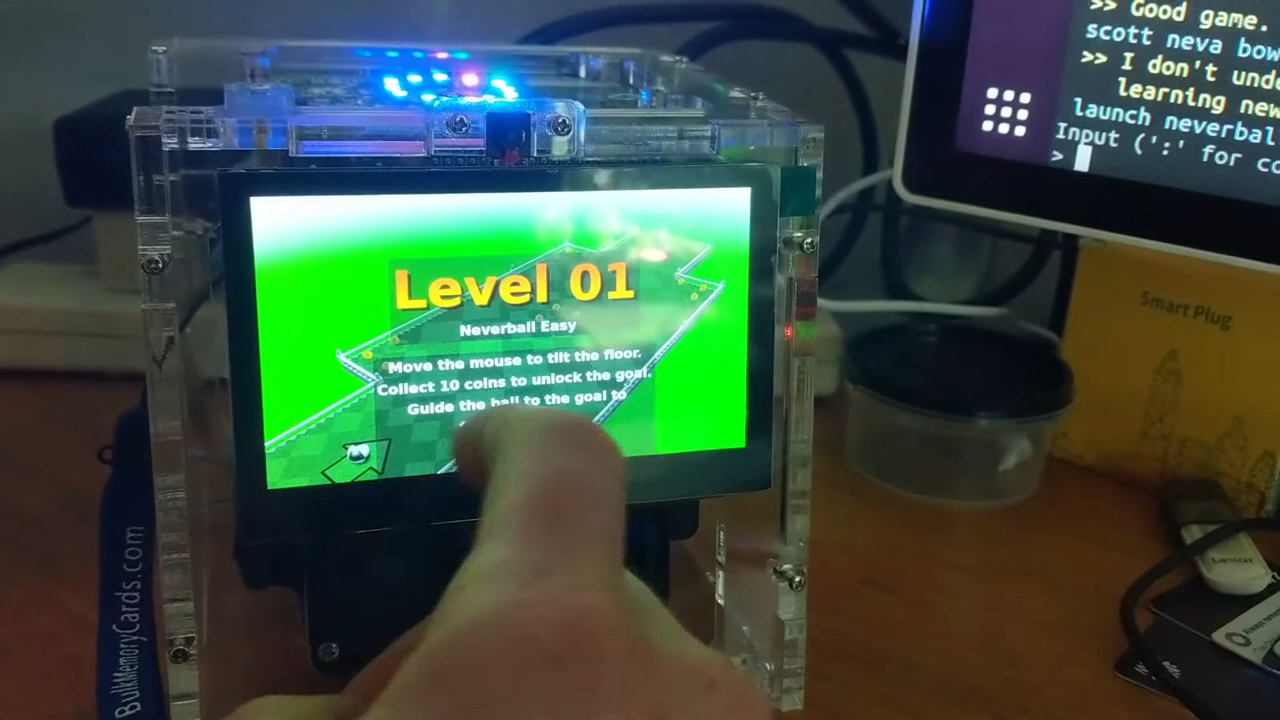 >> Good game.
scott neva bow
>> I don't und
learning new
launch neverbal
Input (':' for co
>
Level 01
Neverball Easy
Move the mouse to tilt the floor.
Collect 10 coins to unlock the goal.
Guide the ball to the goal to
Smart Plug
BulkMemoryCards.com
Lexar